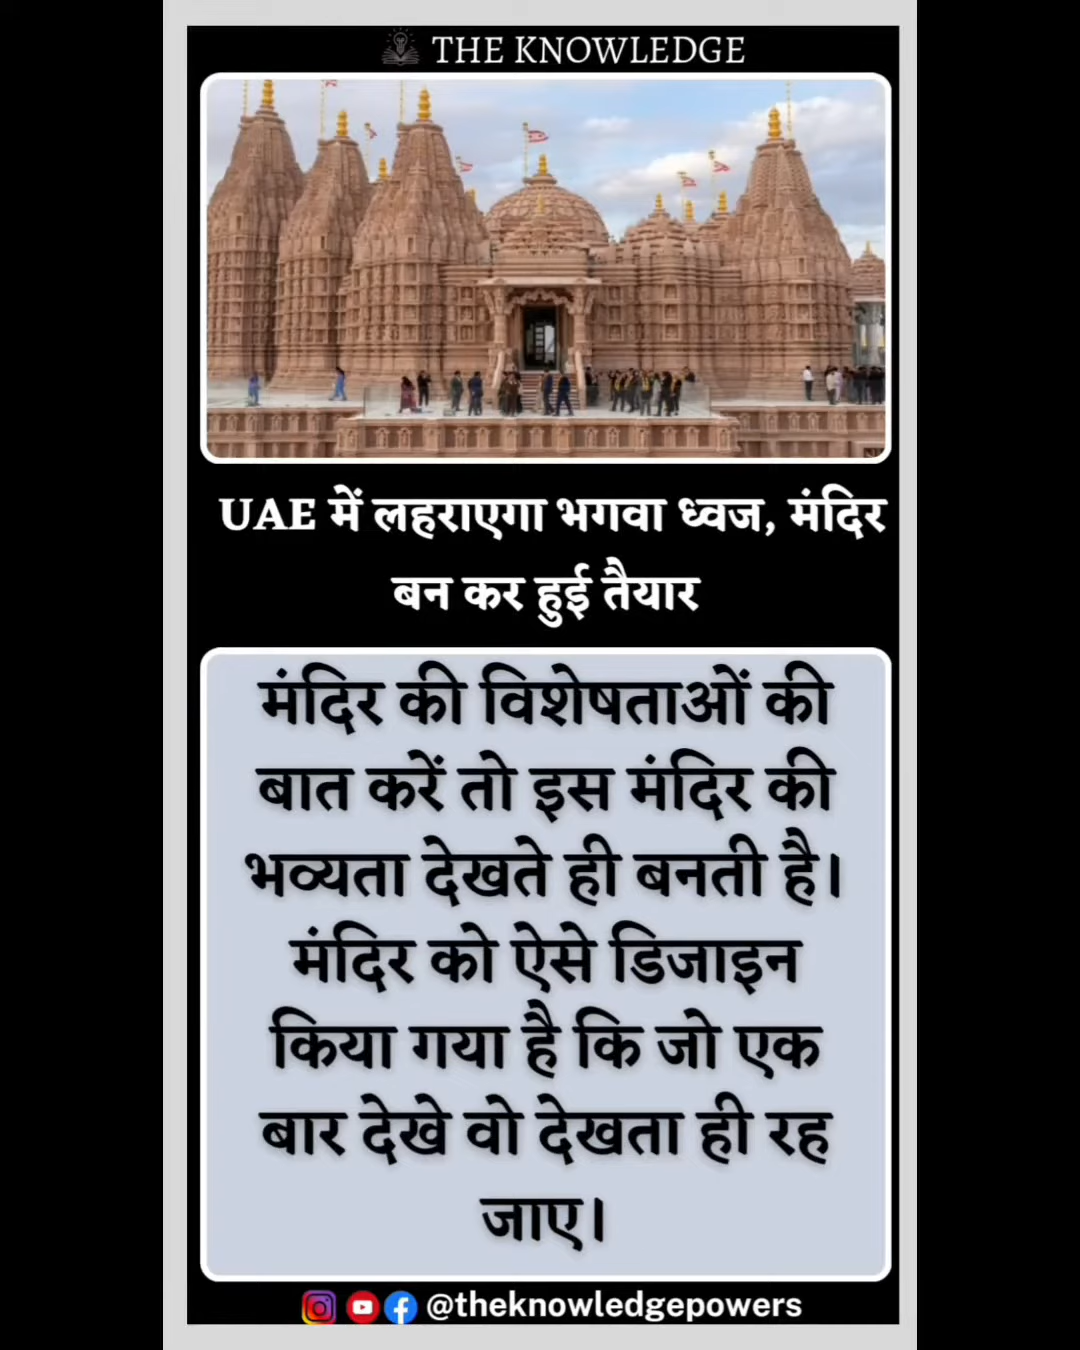 THE KNOWLEDGE
UAE में लहराएगा भगवा ध्वज, मंदिर
बन कर हुई तैयार
मंदिर की विशेषताओं की
बात करें तो इस मंदिर की
भव्यता देखते ही बनती है।
मंदिर को ऐसे डिजाइन
किया गया है कि जो एक
बार देखे वो देखता ही रह
जाए।
@theknowledgepowers